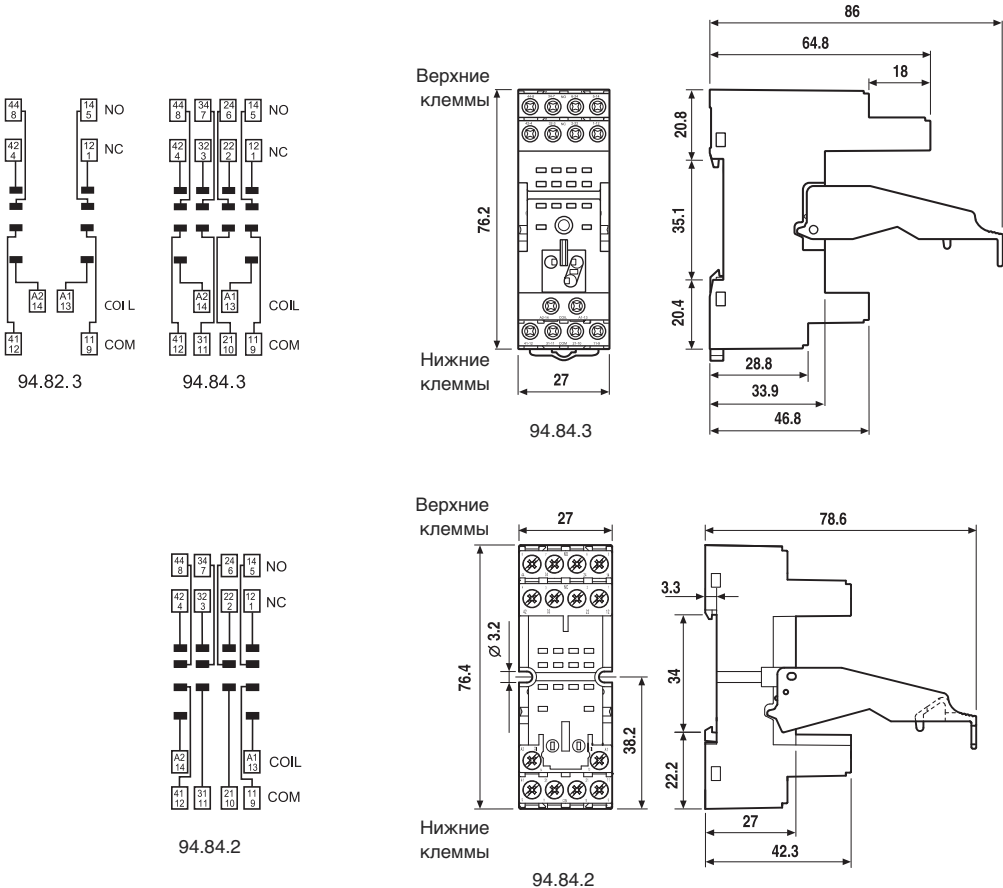 44 8
14 5
NO
42 4
12 1
NC
A2 14
A1 13
COIL
41 12
11 9
COM
94.82.3
44 8
34 7
24 6
14 5
NO
42 4
32 3
22 2
12 1
NC
A2 14
A1 13
COIL
41 12
31 11
21 10
11 9
COM
94.84.3
Верхние
клеммы
76.2
Нижние
клеммы
27
94.84.3
86
64.8
18
20.8
35.1
20.4
28.8
33.9
46.8
44 8
34 7
24 6
14 5
NO
42 4
32 3
22 2
12 1
NC
A2 14
A1 13
COIL
41 12
31 11
21 10
11 9
COM
94.84.2
Верхние
клеммы
27
76.4
Ø 3.2
38.2
Нижние
клеммы
94.84.2
78.6
3.3
34
22.2
27
42.3